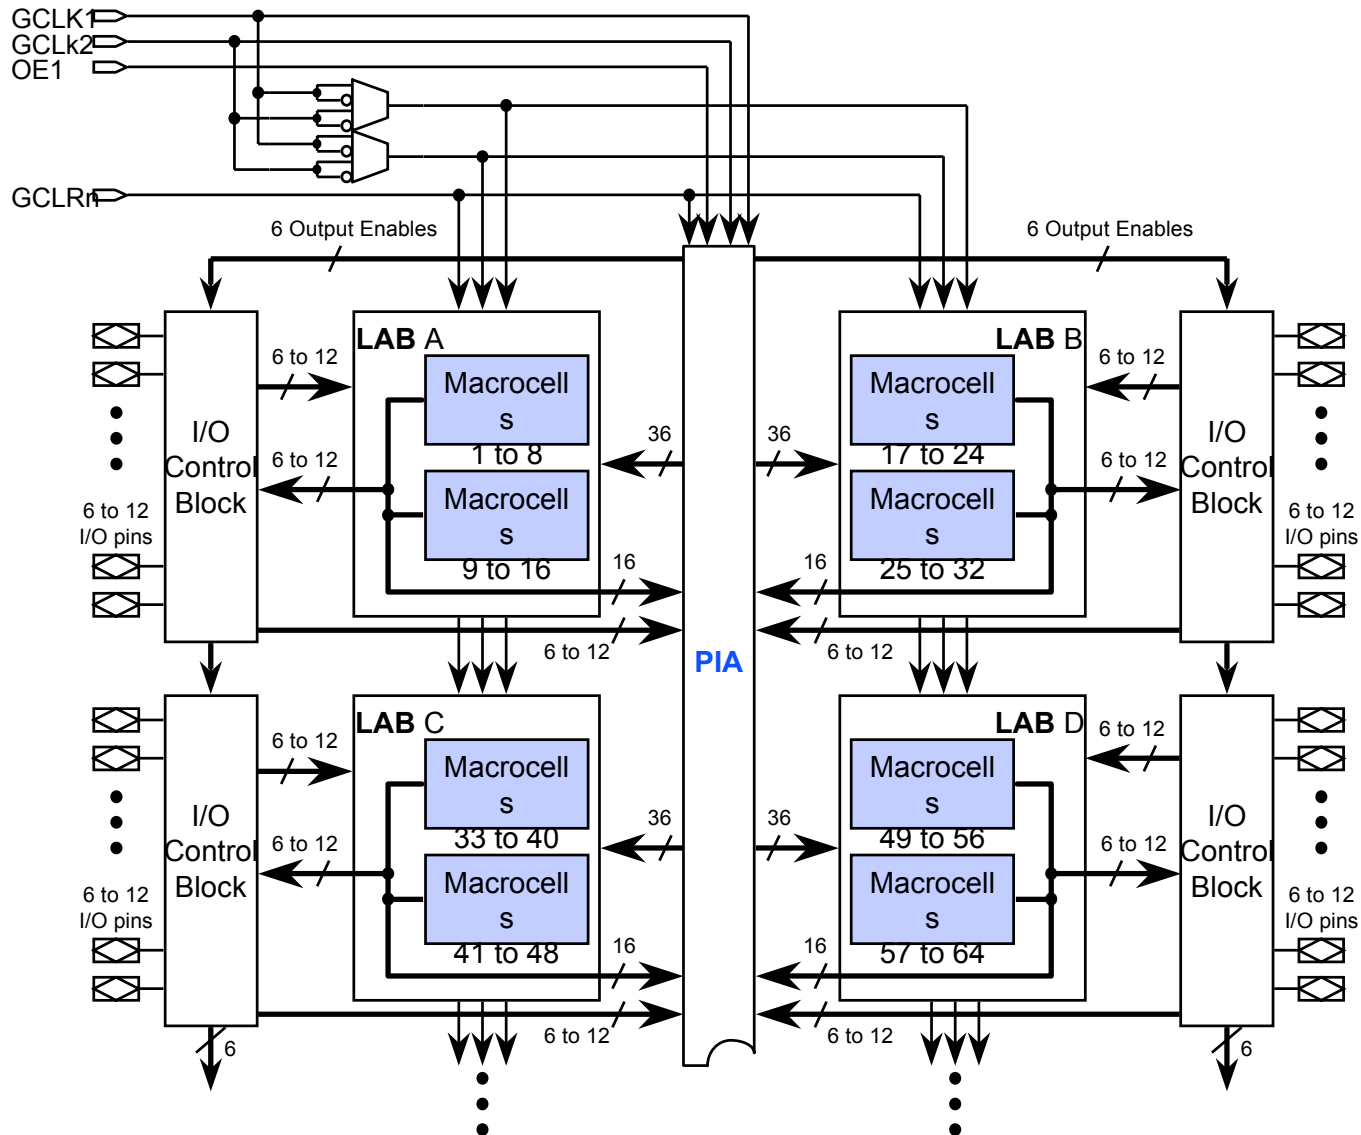 GCLK1
GCLk2
OE1
GCLRn
6 Output Enables
6 Output Enables
LAB A
LAB B
6 to 12
6 to 12
Macrocell
s
1 to 8
Macrocell
s
17 to 24
I/O
Control
Block
I/O
Control
Block
36
36
6 to 12
6 to 12
Macrocell
s
9 to 16
Macrocell
s
25 to 32
6 to 12
I/O pins
6 to 12
I/O pins
16
16
6 to 12
6 to 12
PIA
LAB C
LAB D
6 to 12
6 to 12
Macrocell
s
33 to 40
Macrocell
s
49 to 56
I/O
Control
Block
I/O
Control
Block
36
36
6 to 12
6 to 12
Macrocell
s
41 to 48
Macrocell
s
57 to 64
6 to 12
I/O pins
6 to 12
I/O pins
16
16
6 to 12
6 to 12
6
6